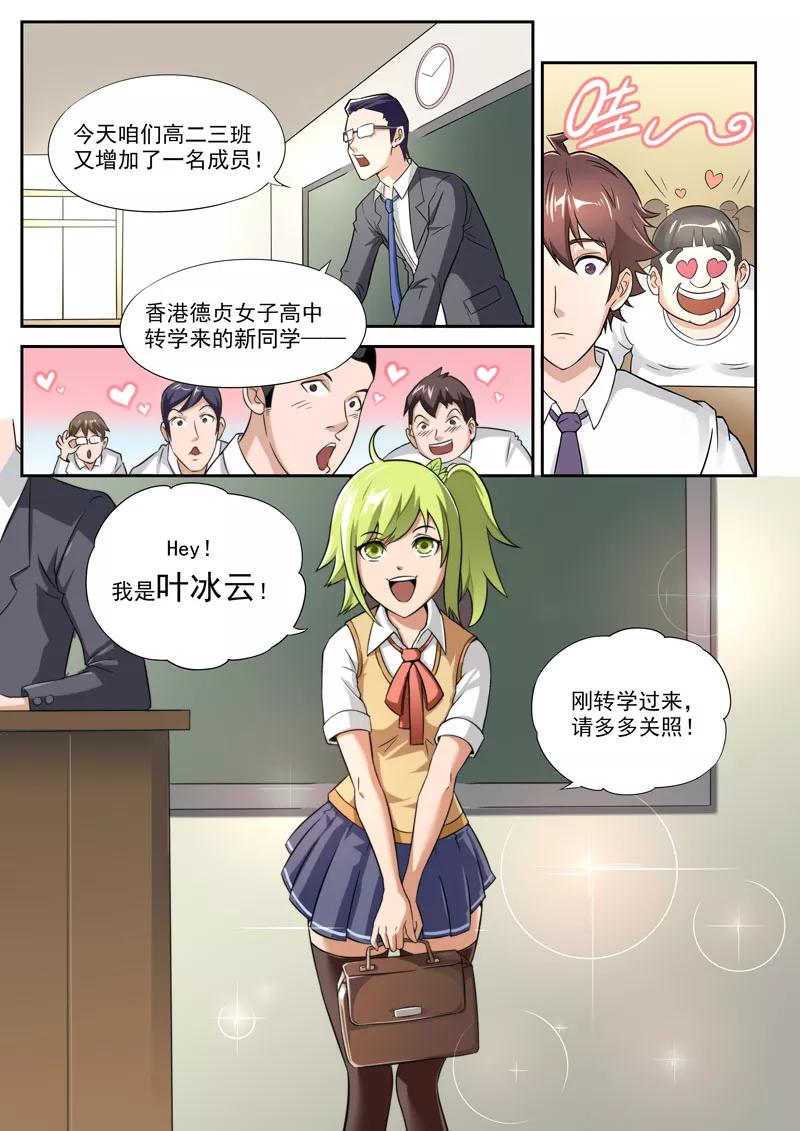 今天咱们高二三班
又增加了一名成员！
哇～
香港德贞女子高中
转学来的新同学——
Hey！
我是叶冰云！
刚转学过来，
请多多关照！